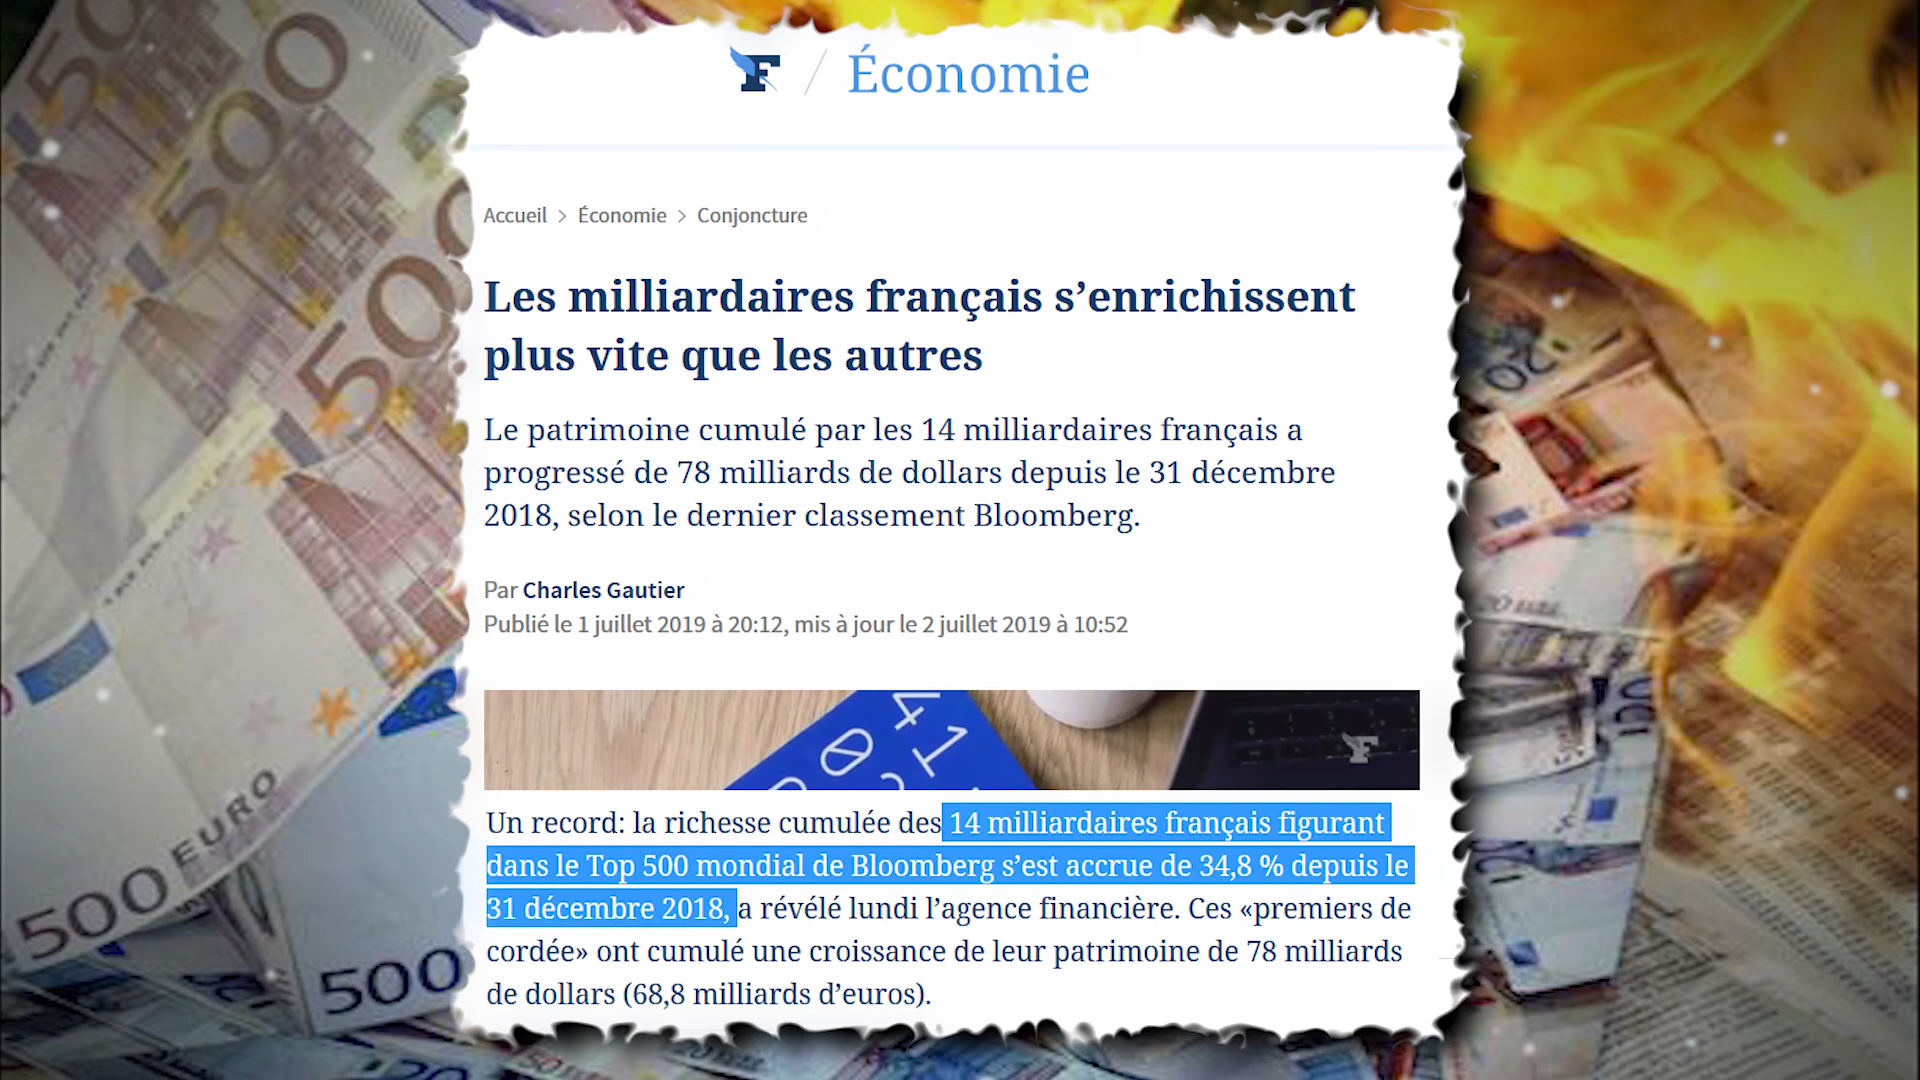 F / Économie
Accueil > Économie > Conjoncture
Les milliardaires français s’enrichissent
plus vite que les autres
Le patrimoine cumulé par les 14 milliardaires français a
progressé de 78 milliards de dollars depuis le 31 décembre
2018, selon le dernier classement Bloomberg.
Par Charles Gautier
Publié le 1 juillet 2019 à 20:12, mis à jour le 2 juillet 2019 à 10:52
Un record: la richesse cumulée des 14 milliardaires français figurant
dans le Top 500 mondial de Bloomberg s’est accrue de 34,8 % depuis le
31 décembre 2018, a révélé lundi l’agence financière. Ces «premiers de
cordée» ont cumulé une croissance de leur patrimoine de 78 milliards
de dollars (68,8 milliards d’euros).
500
500
500
500 EURO
500
20 EURO